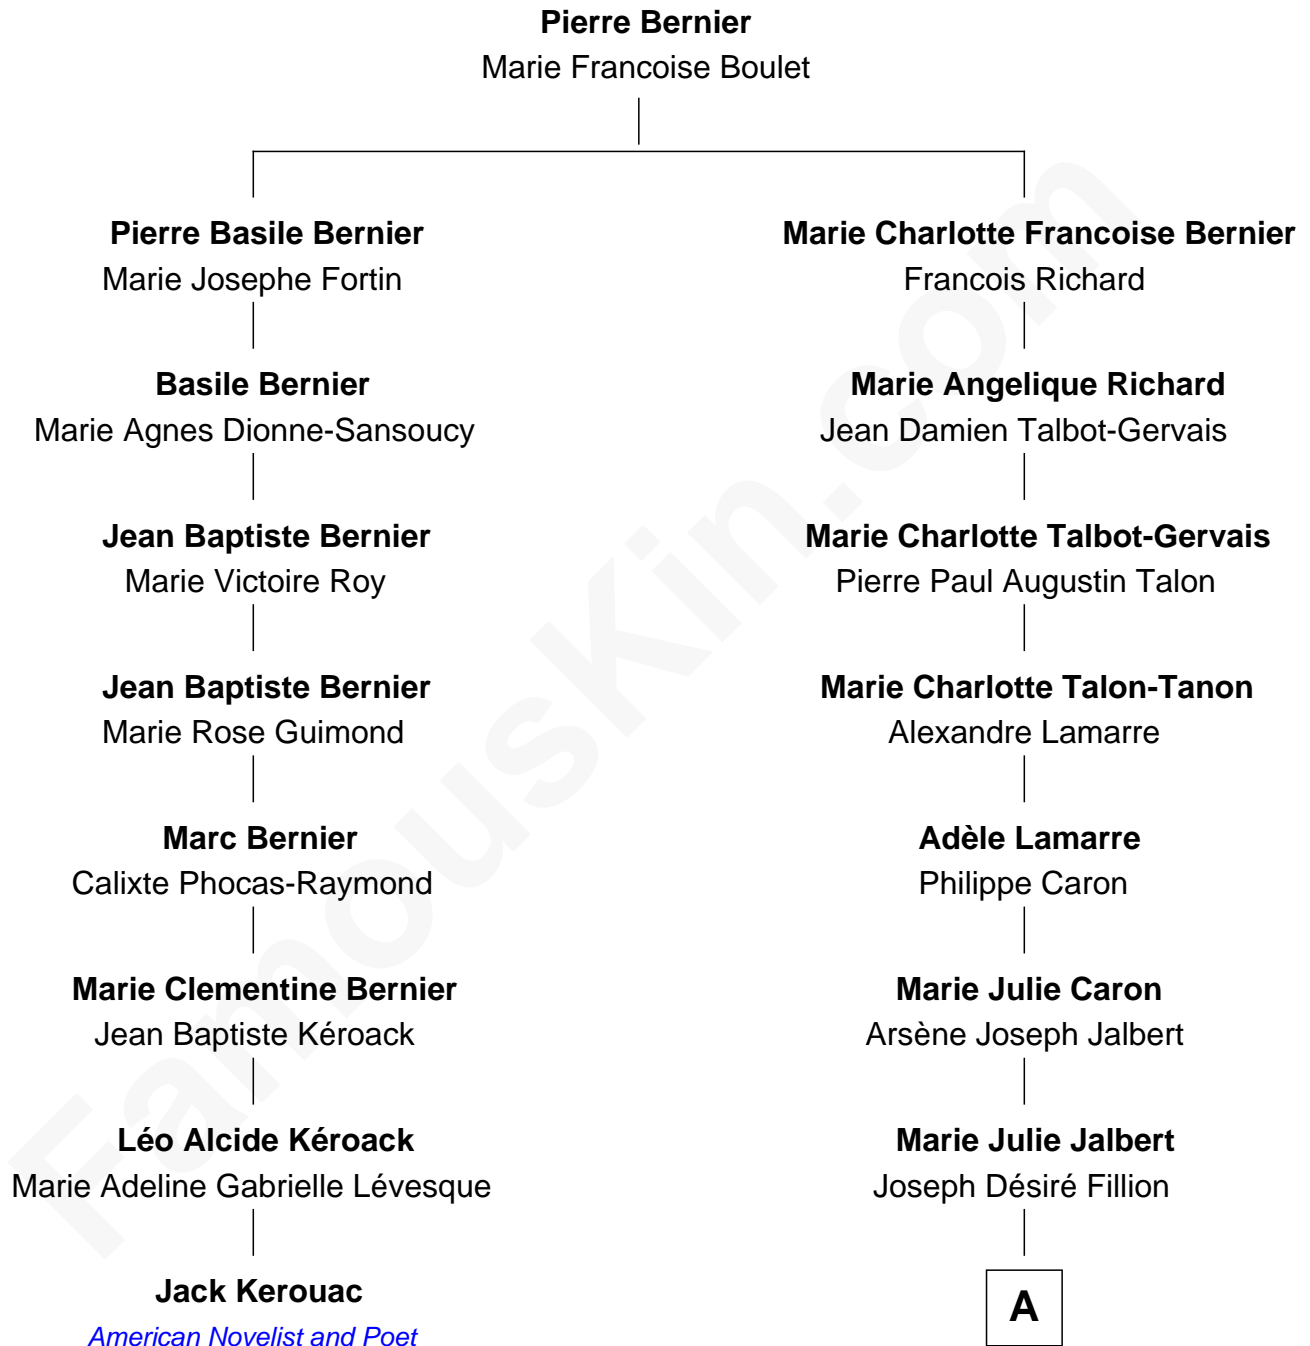 Pierre Bernier
Marie Francoise Boulet
Pierre Basile Bernier
Marie Josephe Fortin
Marie Charlotte Francoise Bernier
Francois Richard
Basile Bernier
Marie Agnes Dionne-Sansoucy
Marie Angelique Richard
Jean Damien Talbot-Gervais
Jean Baptiste Bernier
Marie Victoire Roy
Marie Charlotte Talbot-Gervais
Pierre Paul Augustin Talon
Jean Baptiste Bernier
Marie Rose Guimond
Marie Charlotte Talon-Tanon
Alexandre Lamarre
Marc Bernier
Calixte Phocas-Raymond
Adèle Lamarre
Philippe Caron
Marie Clementine Bernier
Jean Baptiste Kéroack
Marie Julie Caron
Arsène Joseph Jalbert
Léo Alcide Kéroack
Marie Adeline Gabrielle Lévesque
Marie Julie Jalbert
Joseph Désiré Fillion
Jack Kerouac
American Novelist and Poet
A
FamousKin.com